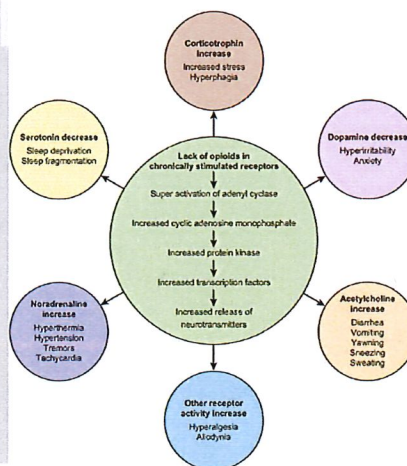 Corticotrophin
increase
Increased stress
Hyperphagia
Serotonin decrease
Sleep deprivation
Sleep fragmentation
Dopamine decrease
Hyperirritability
Anxiety
Lack of opioids in
chronically stimulated receptors
Super activation of adenyl cyclase
Increased cyclic adenosine monophosphate
Increased protein kinase
Increased transcription factors
Increased release of
neurotransmitters
Noradrenaline
increase
Hyperthermia
Hypertension
Tremors
Tachycardia
Acetylcholine
increase
Diarrhea
Vomiting
Yawning
Sneezing
Sweating
Other receptor
activity increase
Hyperalgesia
Allodynia